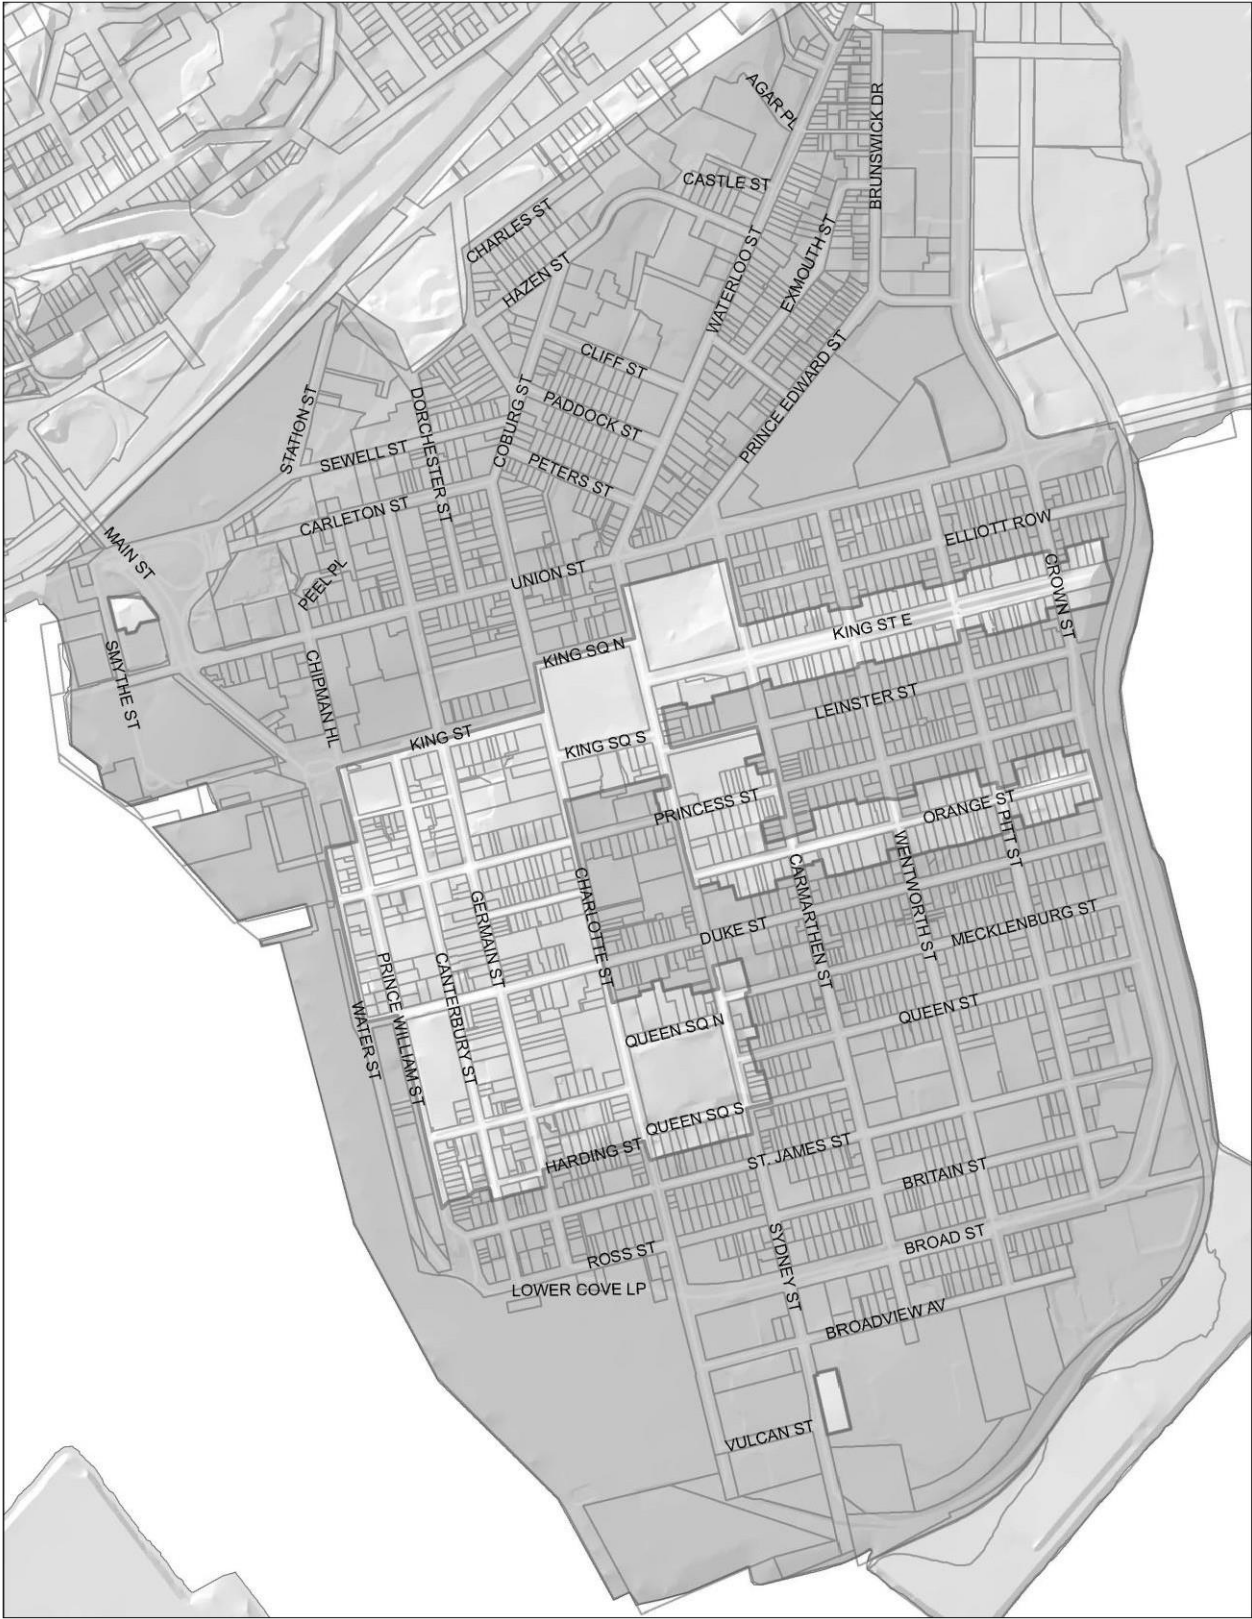 AGAR PL
BRUNSWICK DR
CASTLE ST
CHARLES ST
HAZEN ST
WATERLOO ST
EXMOUTH ST
CLIFF ST
PRINCE EDWARD ST
STATION ST
DORCHESTER ST
COBURG ST
PADDOCK ST
SEWELL ST
PETERS ST
CARLETON ST
MAIN ST
ELLIOTT ROW
PEEL PL
UNION ST
CROWN ST
KING ST E
KING SQ N
SMYTHE ST
CHIPMAN HL
LEINSTER ST
KING ST
KING SQ S
PRINCESS ST
ORANGE ST
PITT ST
WENTWORTH ST
CARMARTHEN ST
CHARLOTTE ST
GERMAIN ST
DUKE ST
MECKLENBURG ST
PRINCE WILLIAM ST
CANTERBURY ST
WATER ST
QUEEN ST
QUEEN SQ N
QUEEN SQ S
HARDING ST
ST. JAMES ST
BRITAIN ST
SYDNEY ST
ROSS ST
BROAD ST
LOWER COVE LP
BROADVIEW AV
VULCAN ST